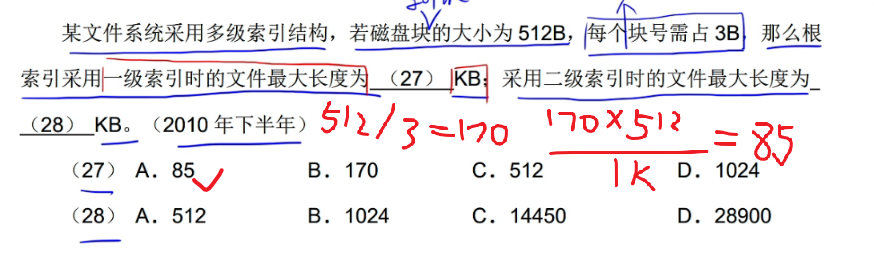 某文件系统采用多级索引结构，若磁盘块的大小为 512B，每个块号需占 3B，那么根
索引采用一级索引时的文件最大长度为 （27） KB；采用二级索引时的文件最大长度为
（28） KB。（2010 年下半年） 512/3=170 170×512/1K=85
（27） A．85 B．170 C．512 D．1024
（28） A．512 B．1024 C．14450 D．28900